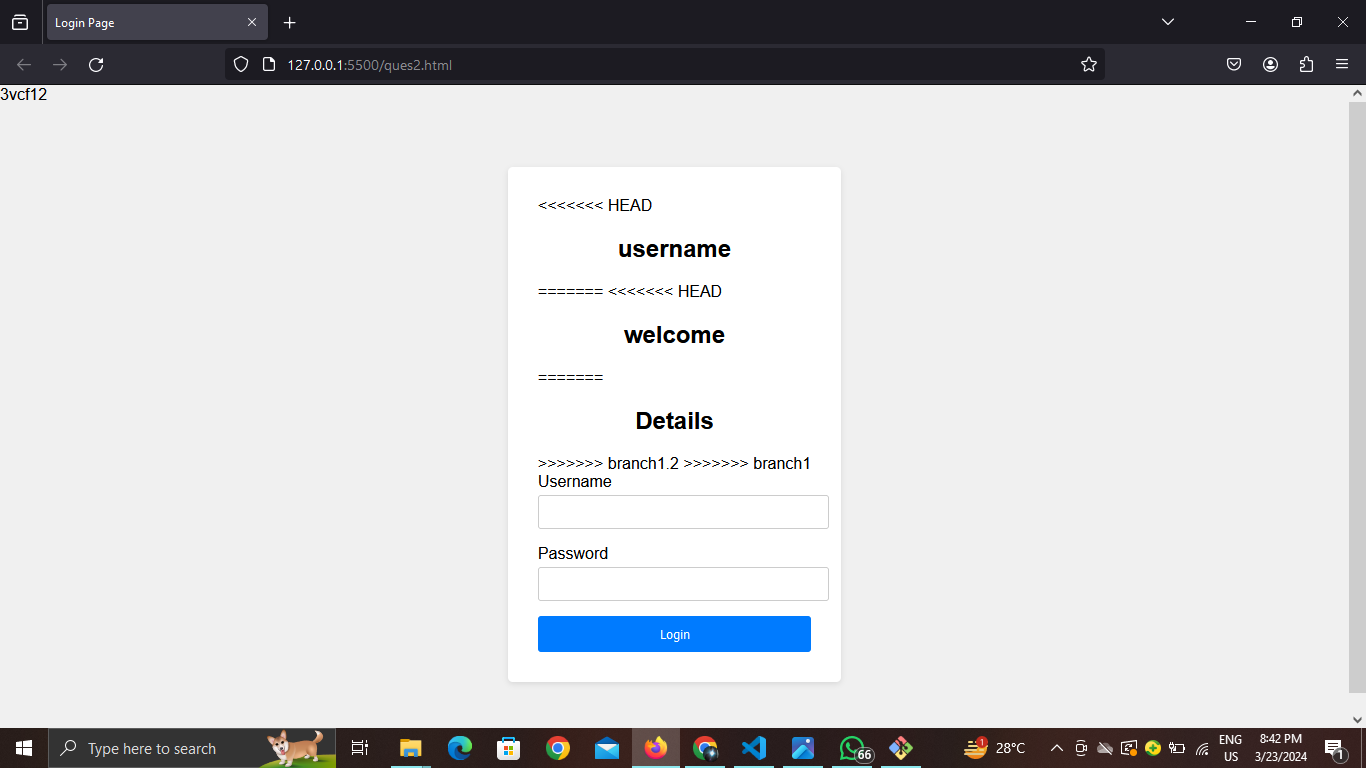 Login Page
127.0.0.1:5500/ques2.html
3vcf12
<<<<<<< HEAD
username
======= <<<<<<< HEAD
welcome
=======
Details
>>>>>>> branch1.2 >>>>>>> branch1
Username
Password
Login
Type here to search
66
1
28°C
ENG
US
8:42 PM
3/23/2024
1